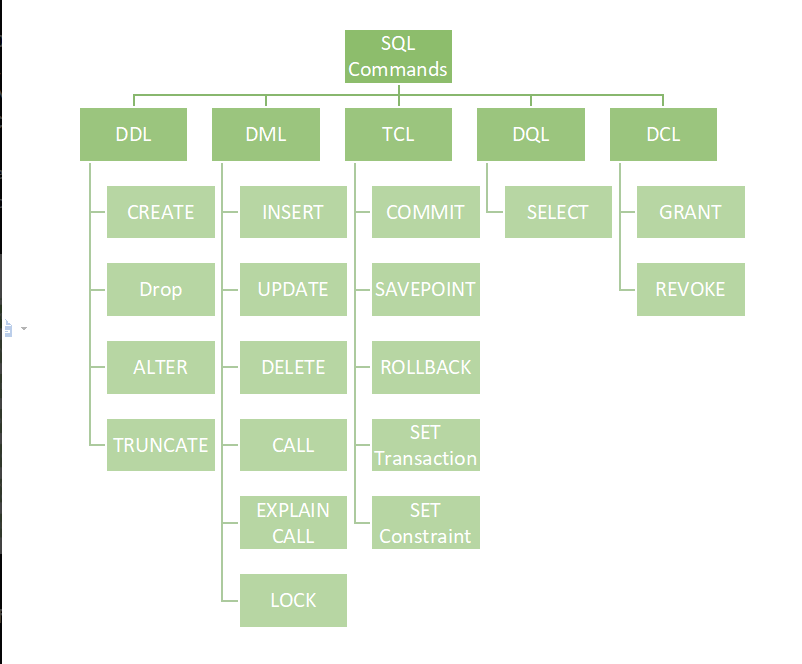 SQL
Commands
DDL
DML
TCL
DQL
DCL
CREATE
INSERT
COMMIT
SELECT
GRANT
Drop
UPDATE
SAVEPOINT
REVOKE
ALTER
DELETE
ROLLBACK
TRUNCATE
CALL
SET
Transaction
EXPLAIN
CALL
SET
Constraint
LOCK